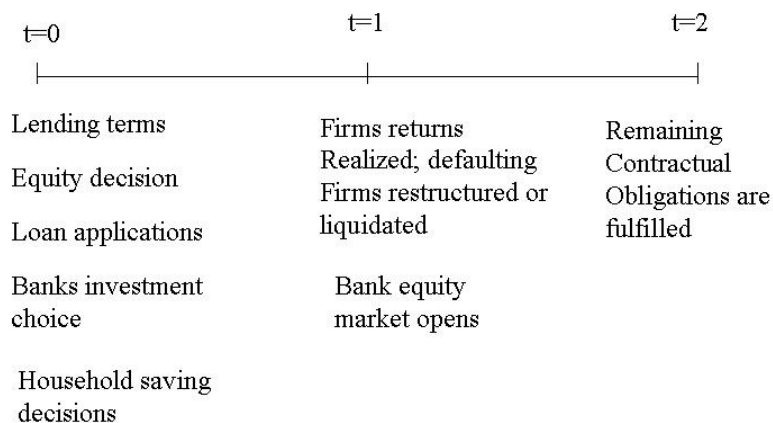 t=0
t=1
t=2
Lending terms
Equity decision
Loan applications
Banks investment
choice
Household saving
decisions
Firms returns
Realized; defaulting
Firms restructured or
liquidated
Bank equity
market opens
Remaining
Contractual
Obligations are
fulfilled